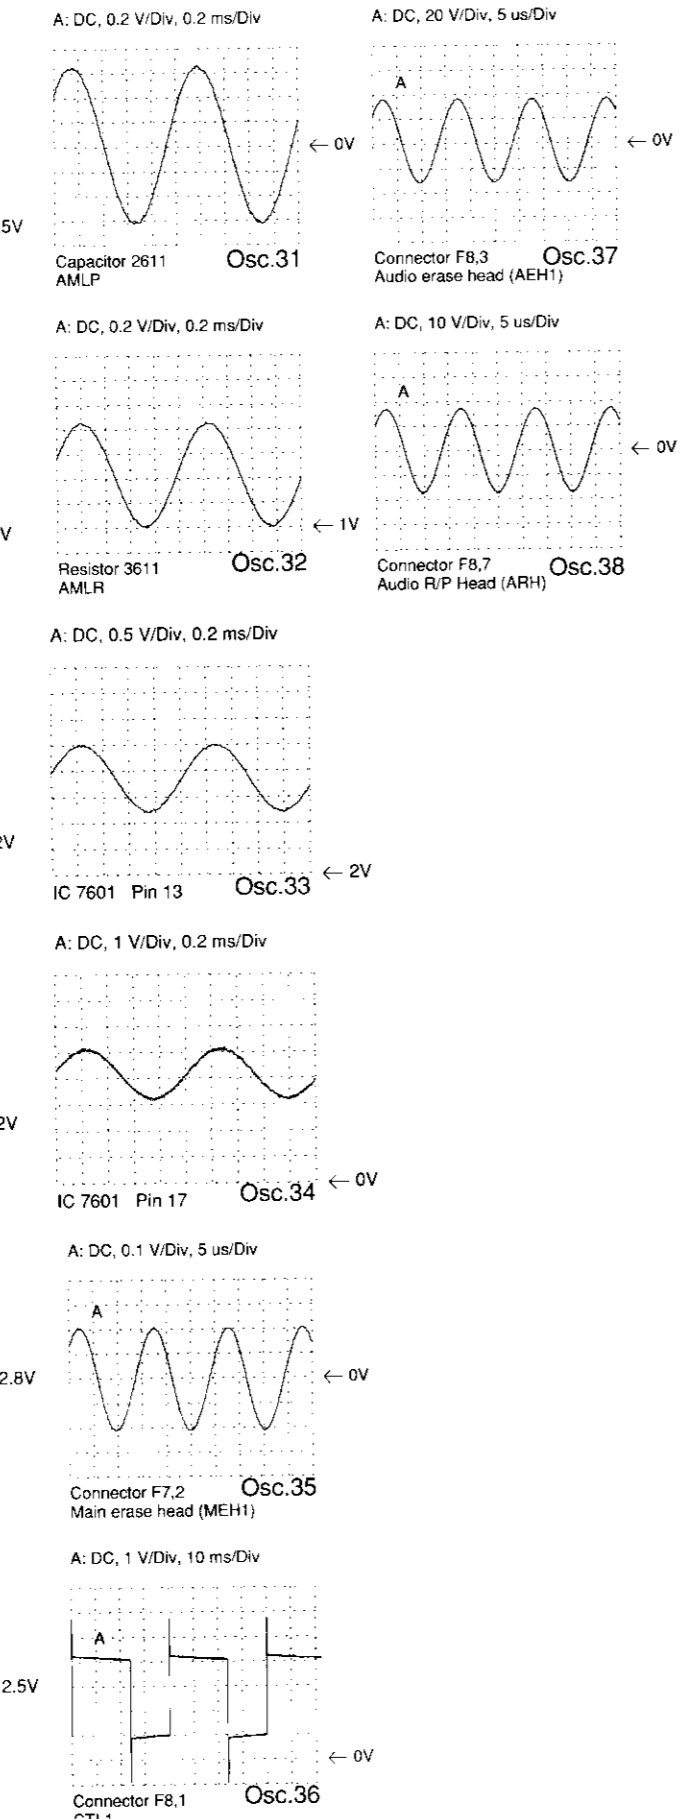 A: DC, 0.2 V/Div, 0.2 ms/Div
← 0V
5V
Capacitor 2611
Osc.31
AMLP
A: DC, 0.2 V/Div, 0.2 ms/Div
← 1V
V
Resistor 3611
Osc.32
AMLR
A: DC, 0.5 V/Div, 0.2 ms/Div
2V
← 2V
IC 7601 Pin 13
Osc.33
A: DC, 1 V/Div, 0.2 ms/Div
2V
← 0V
IC 7601 Pin 17
Osc.34
A: DC, 0.1 V/Div, 5 us/Div
A
2.8V
← 0V
Connector F7,2
Osc.35
Main erase head (MEH1)
A: DC, 1 V/Div, 10 ms/Div
A
2.5V
← 0V
Connector F8,1
Osc.36
CTL1
A: DC, 20 V/Div, 5 us/Div
A
← 0V
Connector F8,3
Osc.37
Audio erase head (AEH1)
A: DC, 10 V/Div, 5 us/Div
A
← 0V
Connector F8,7
Osc.38
Audio R/P Head (ARH)